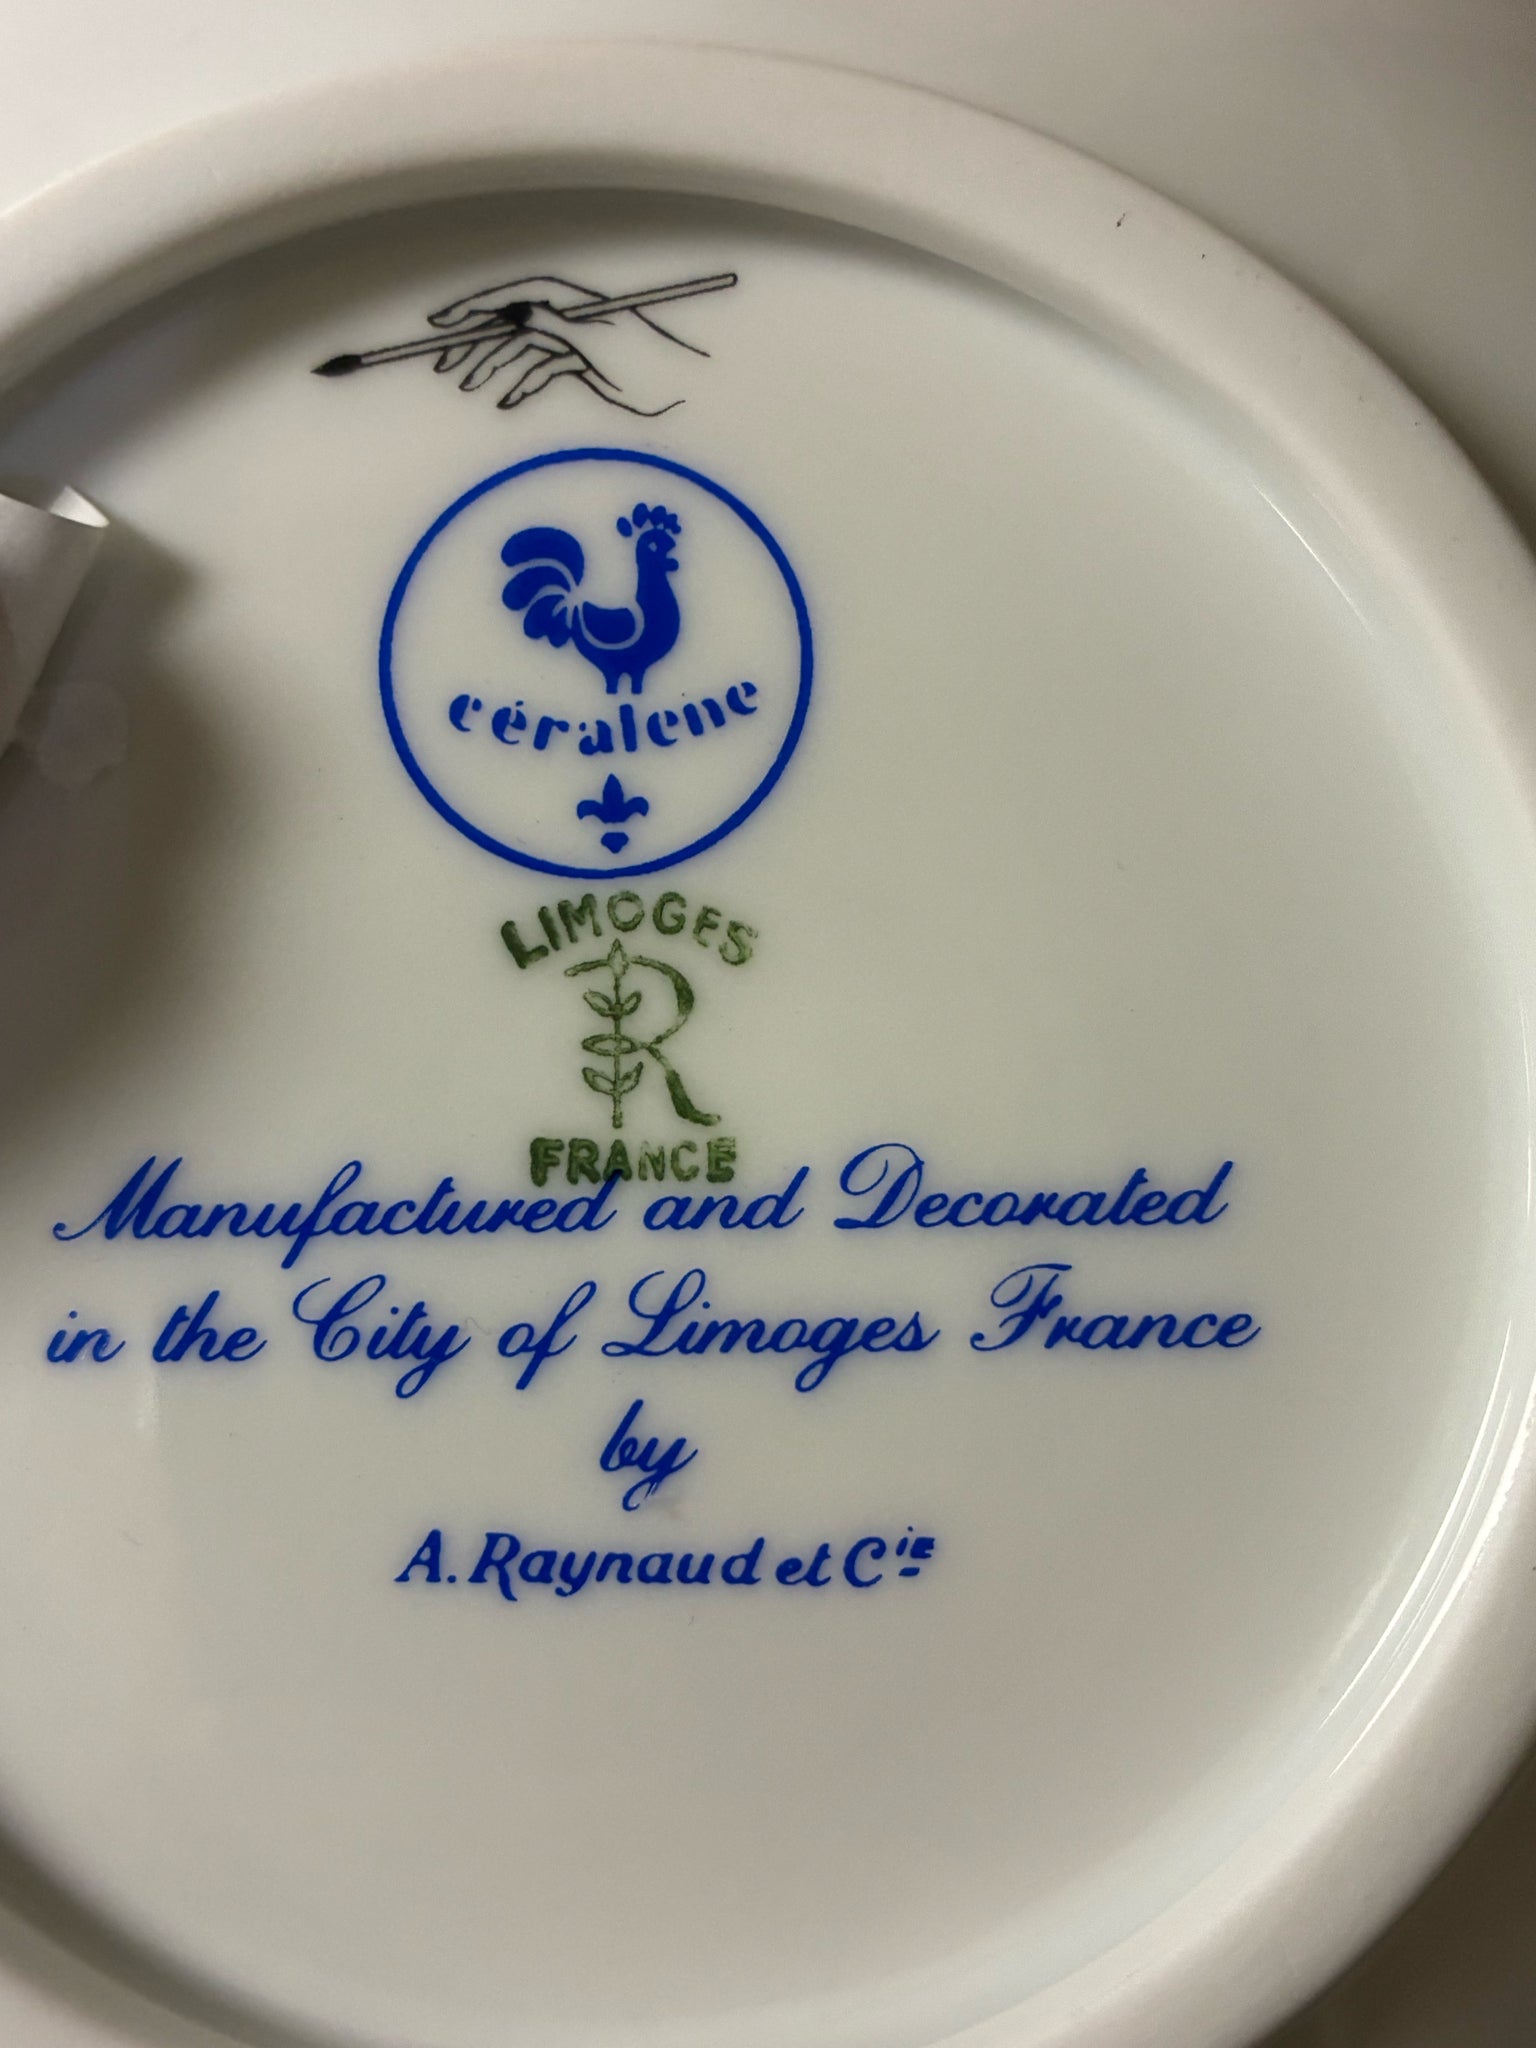 céralene
LIMOGES
R
FRANCE
Manufactured and Decorated
in the City of Limoges France
by
A. Raynaud et Cie